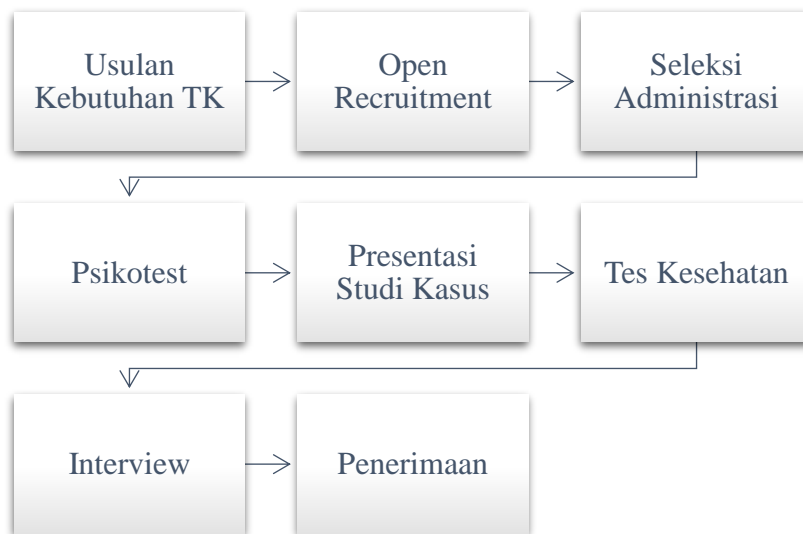 Usulan
Kebutuhan TK
Open
Recruitment
Seleksi
Administrasi
Psikotest
Presentasi
Studi Kasus
Tes Kesehatan
Interview
Penerimaan